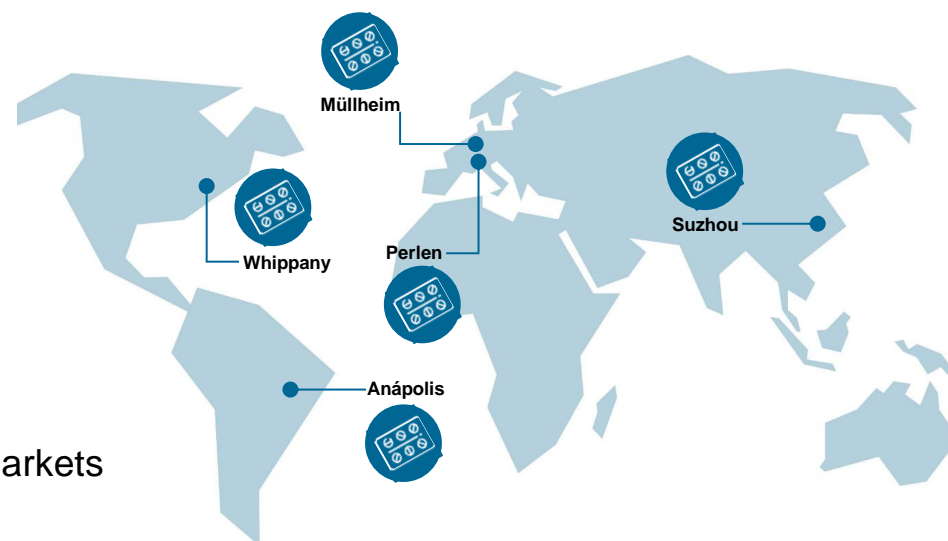 Müllheim
Suzhou
Perlen
Whippany
Anápolis
arkets